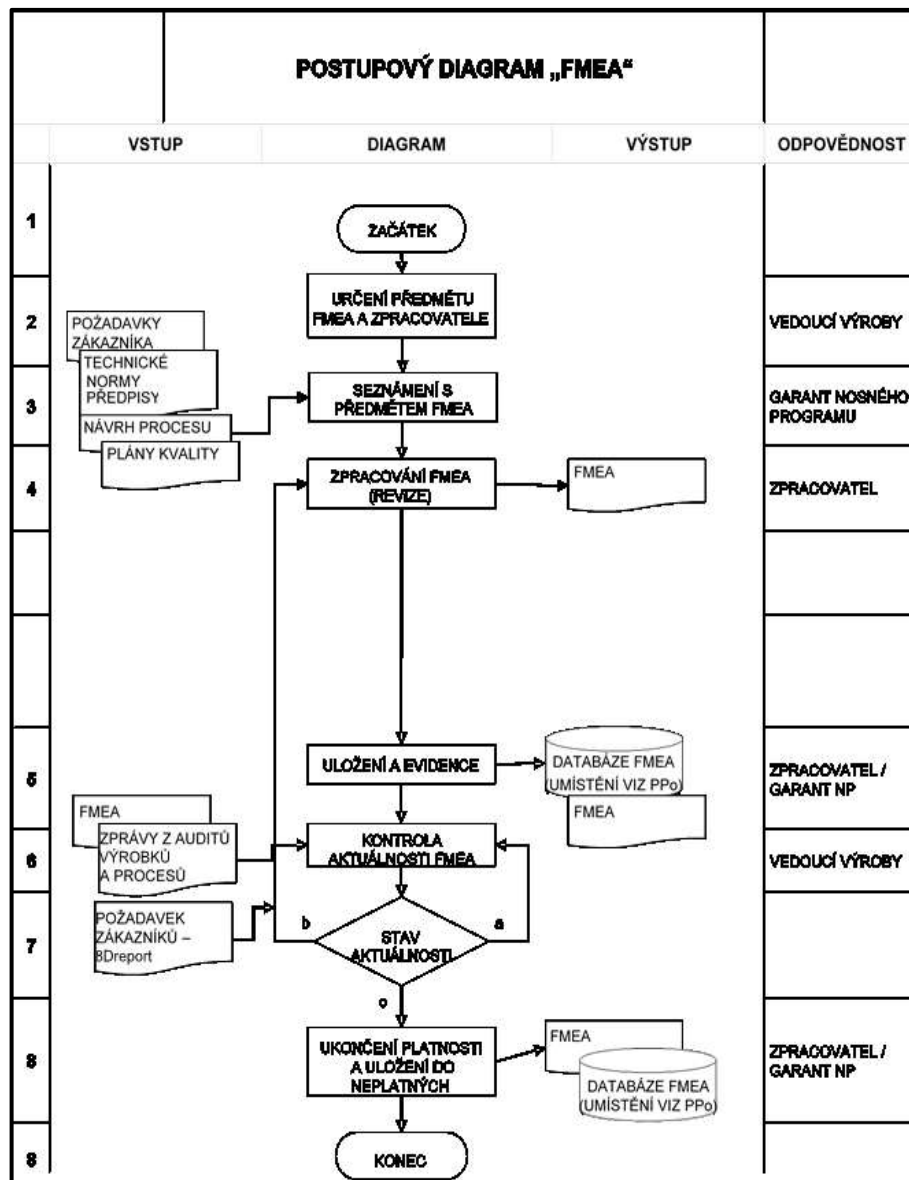 POSTUPOVÝ DIAGRAM „FMEA“
VSTUP
DIAGRAM
VÝSTUP
ODPOVĚDNOST
1
ZAČÁTEK
2
POŽADAVKY
ZÁKAZNÍKA
URČENÍ PŘEDMĚTU
FMEA A ZPRACOVATELE
VEDOUCÍ VÝROBY
TECHNICKÉ
NORMY
PŘEDPISY
3
NÁVRH PROCESU
SEZNÁMENÍ S
PŘEDMĚTEM FMEA
GARANT NOSNÉHO
PROGRAMU
PLÁNY KVALITY
4
ZPRACOVÁNÍ FMEA
(REVIZE)
FMEA
ZPRACOVATEL
5
ULOŽENÍ A EVIDENCE
DATABÁZE FMEA
(UMÍSTĚNÍ VIZ PPo)
ZPRACOVATEL /
GARANT NP
FMEA
FMEA
6
ZPRÁVY Z AUDITŮ
VÝROBKŮ
A PROCESŮ
KONTROLA
AKTUÁLNOSTI FMEA
VEDOUCÍ VÝROBY
7
POŽADAVEK
ZÁKAZNÍKŮ –
8Dreport
b
STAV
AKTUÁLNOSTI
a
c
8
UKONČENÍ PLATNOSTI
A ULOŽENÍ DO
NEPLATNÝCH
FMEA
DATABÁZE FMEA
(UMÍSTĚNÍ VIZ PPo)
ZPRACOVATEL /
GARANT NP
8
KONEC